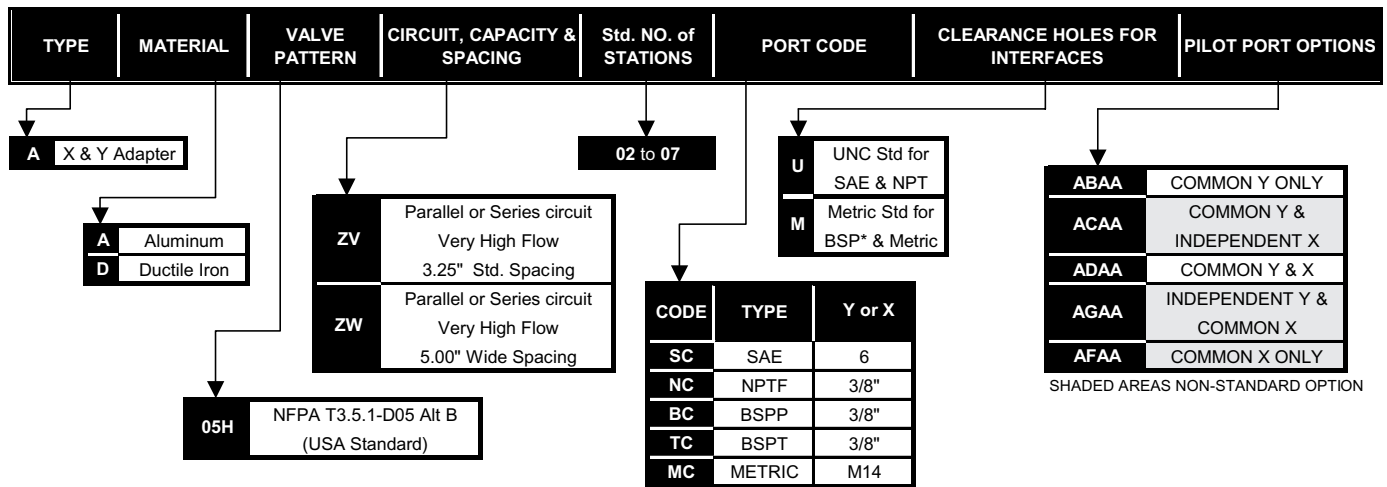 TYPE
MATERIAL
VALVE
PATTERN
CIRCUIT, CAPACITY &
SPACING
Std. NO. of
STATIONS
PORT CODE
CLEARANCE HOLES FOR
INTERFACES
PILOT PORT OPTIONS
A X & Y Adapter
A Aluminum
D Ductile Iron
05H
NFPA T3.5.1-D05 Alt B
(USA Standard)
ZV
Parallel or Series circuit
Very High Flow
3.25" Std. Spacing
ZW
Parallel or Series circuit
Very High Flow
5.00" Wide Spacing
02 to 07
CODE TYPE Y or X
SC SAE 6
NC NPTF 3/8"
BC BSPP 3/8"
TC BSPT 3/8"
MC METRIC M14
U
UNC Std for
SAE & NPT
M
Metric Std for
BSP* & Metric
ABAA COMMON Y ONLY
ACAA
COMMON Y &
INDEPENDENT X
ADAA COMMON Y & X
AGAA
INDEPENDENT Y &
COMMON X
AFAA COMMON X ONLY
SHADED AREAS NON-STANDARD OPTION